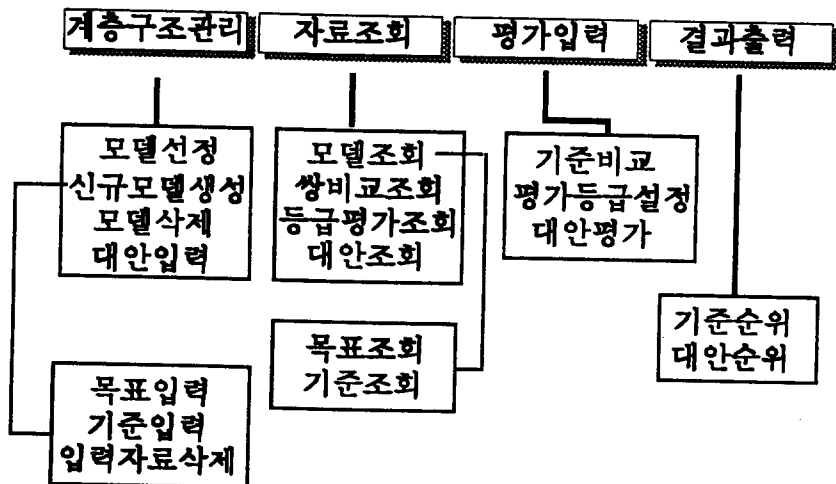 계층구조관리
자료조회
평가입력
결과출력
모델선정
신규모델생성
모델삭제
대안입력
모델조회
쌍비교조회
등급평가조회
대안조회
기준비교
평가등급설정
대안평가
기준순위
대안순위
목표조회
기준조회
목표입력
기준입력
입력자료삭제